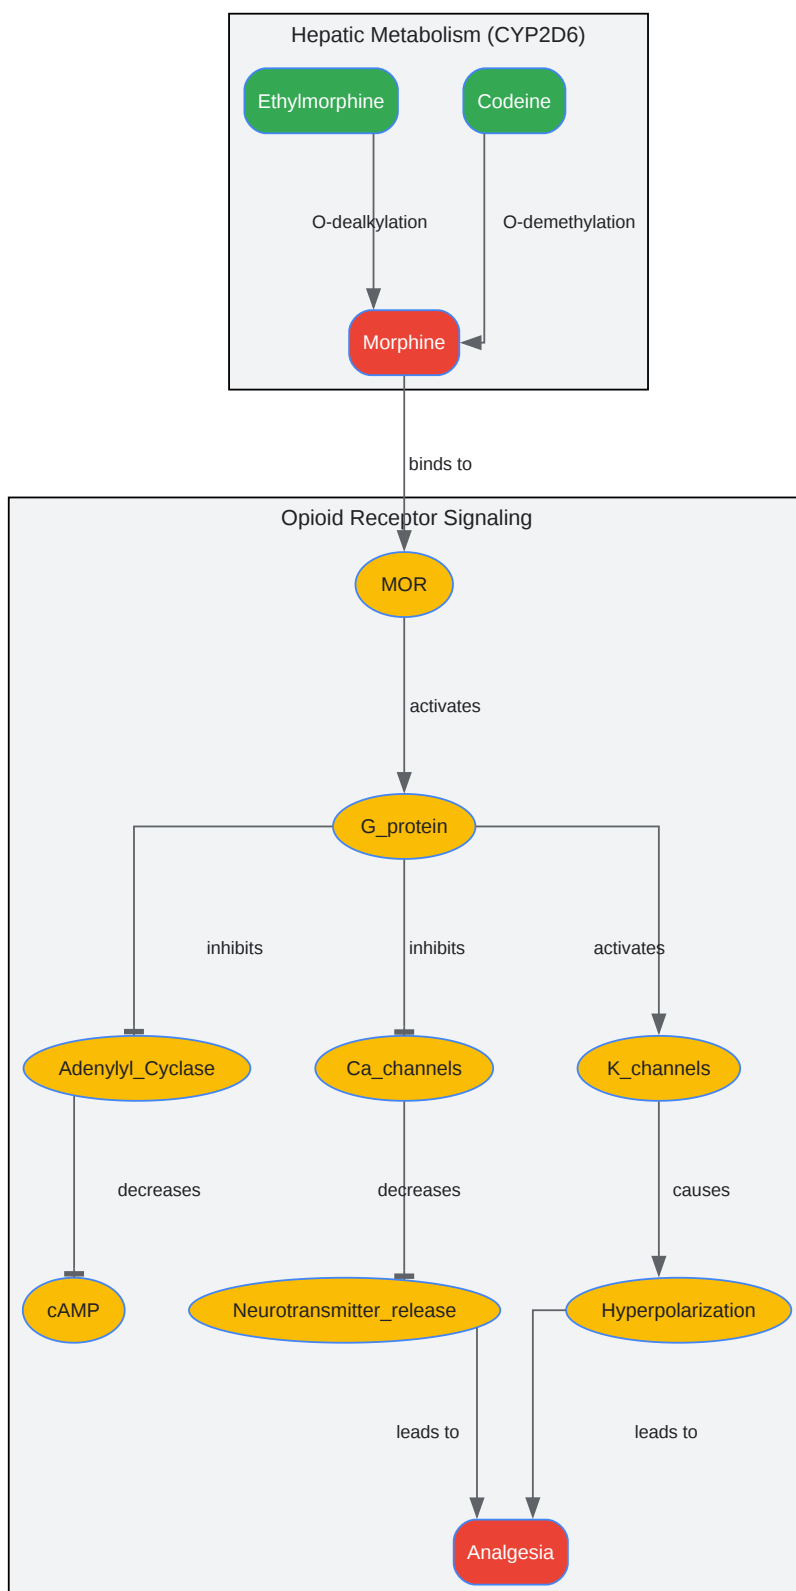 Hepatic Metabolism (CYP2D6)
Ethylmorphine
Codeine
O-dealkylation
O-demethylation
Morphine
binds to
Opioid Receptor Signaling
MOR
activates
G_protein
inhibits
inhibits
activates
Adenylyl_Cyclase
Ca_channels
K_channels
decreases
decreases
causes
cAMP
Neurotransmitter_release
Hyperpolarization
leads to
leads to
Analgesia